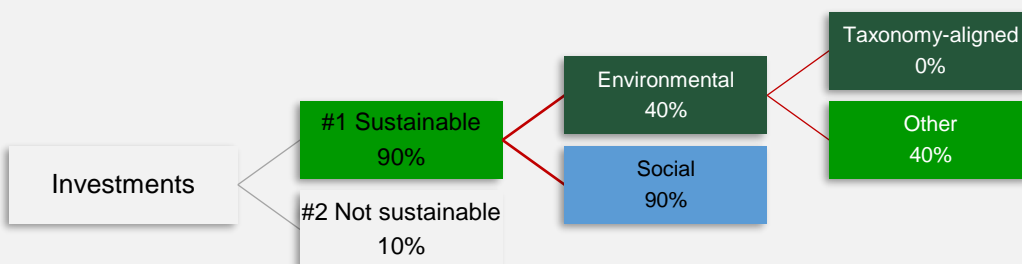 Investments
#1 Sustainable
90%
#2 Not sustainable
10%
Environmental
40%
Social
90%
Taxonomy-aligned
0%
Other
40%